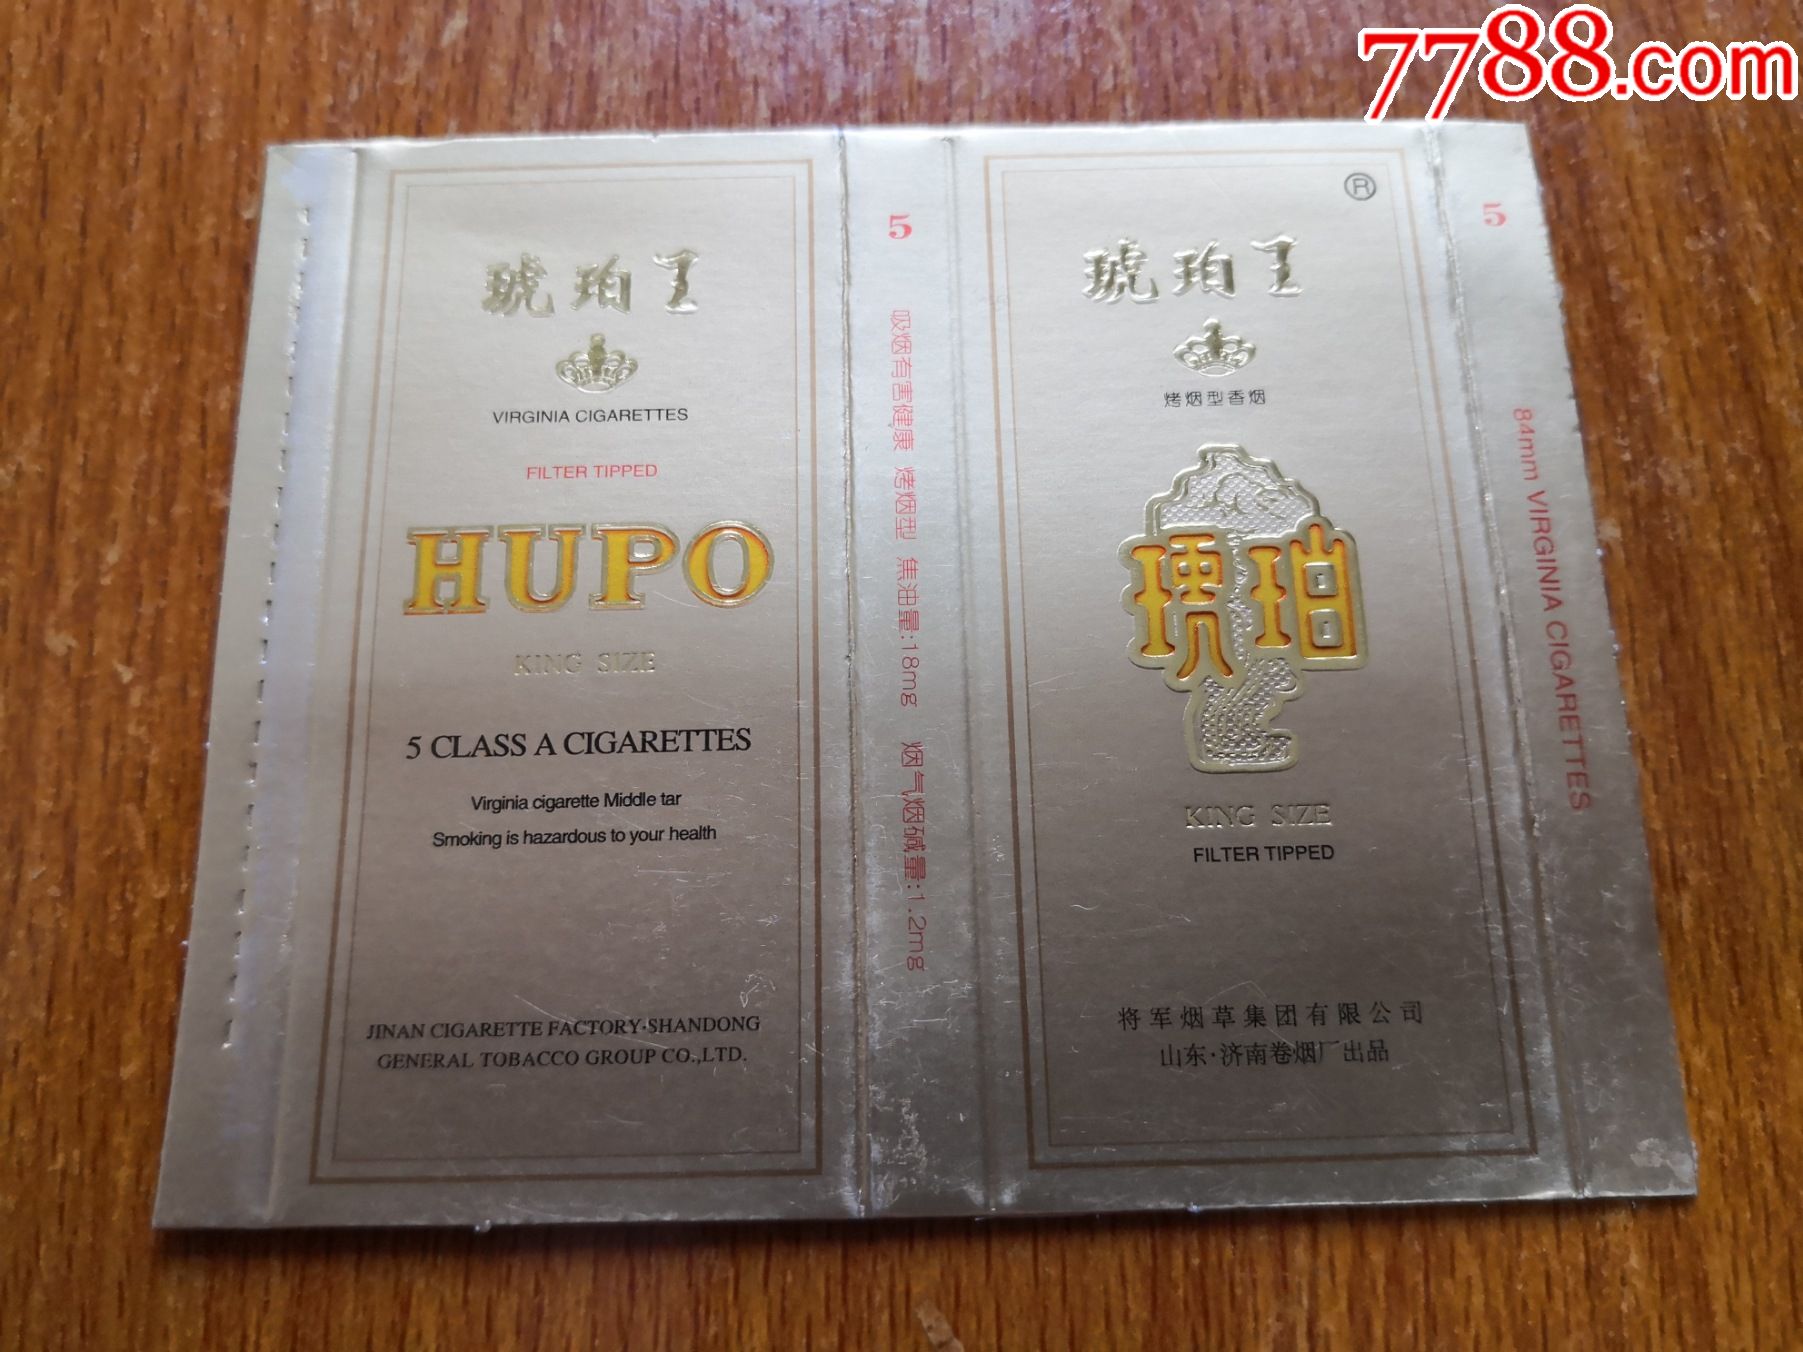 7788.com
琥珀王
VIRGINIA CIGARETTES
FILTER TIPPED
HUPO
KING SIZE
5 CLASS A CIGARETTES
Virginia cigarette Middle tar
Smoking is hazardous to your health
JINAN CIGARETTE FACTORY·SHANDONG
GENERAL TOBACCO GROUP CO.,LTD.
5
吸烟有害健康 烤烟型 焦油量:18mg 烟气烟碱量:1.2mg
®
琥珀王
烤烟型香烟
琥珀
KING SIZE
FILTER TIPPED
将军烟草集团有限公司
山东·济南卷烟厂出品
5
84mm VIRGINIA CIGARETTES